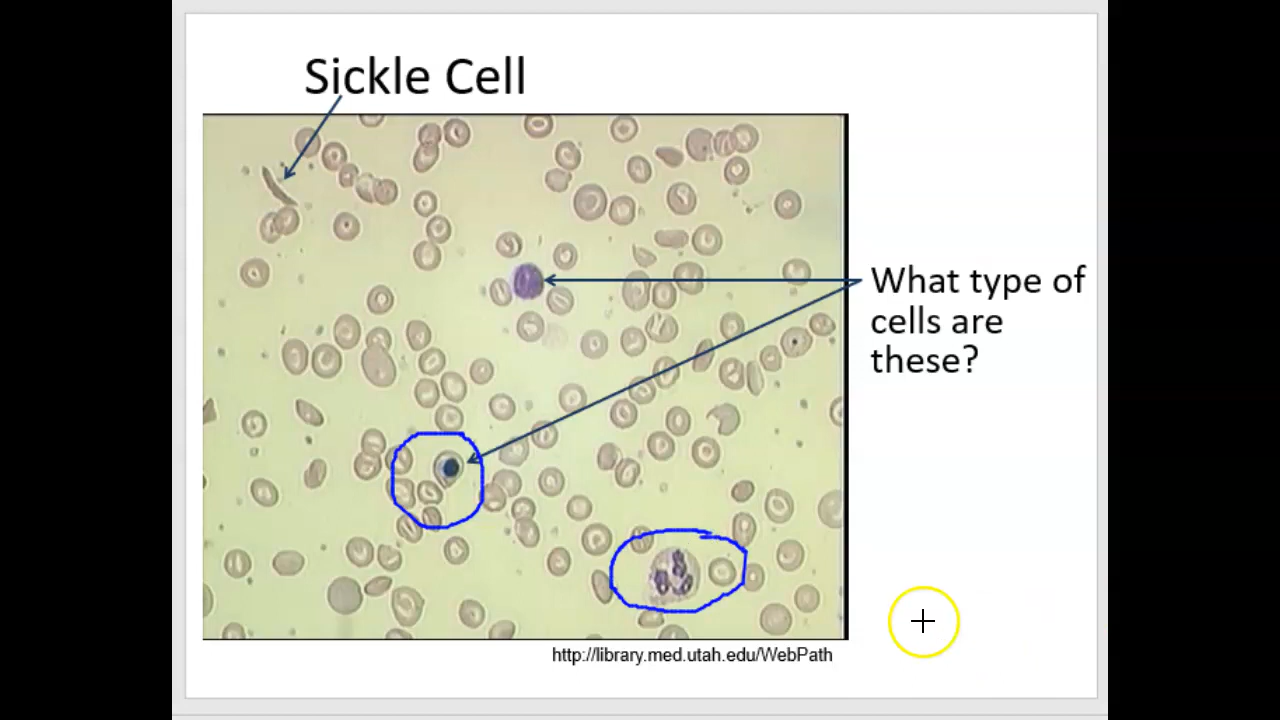 Sickle Cell
What type of
cells are
these?
http://library.med.utah.edu/WebPath